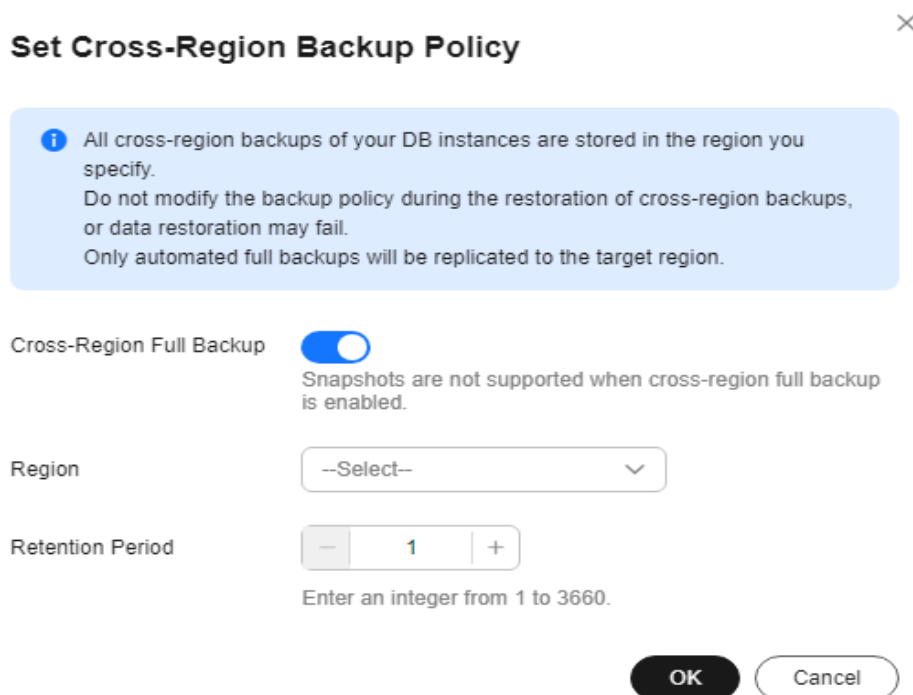 Set Cross-Region Backup Policy
All cross-region backups of your DB instances are stored in the region you
specify.
Do not modify the backup policy during the restoration of cross-region backups,
or data restoration may fail.
Only automated full backups will be replicated to the target region.
Cross-Region Full Backup
Snapshots are not supported when cross-region full backup
is enabled.
Region
--Select--
Retention Period
1
Enter an integer from 1 to 3660.
OK
Cancel